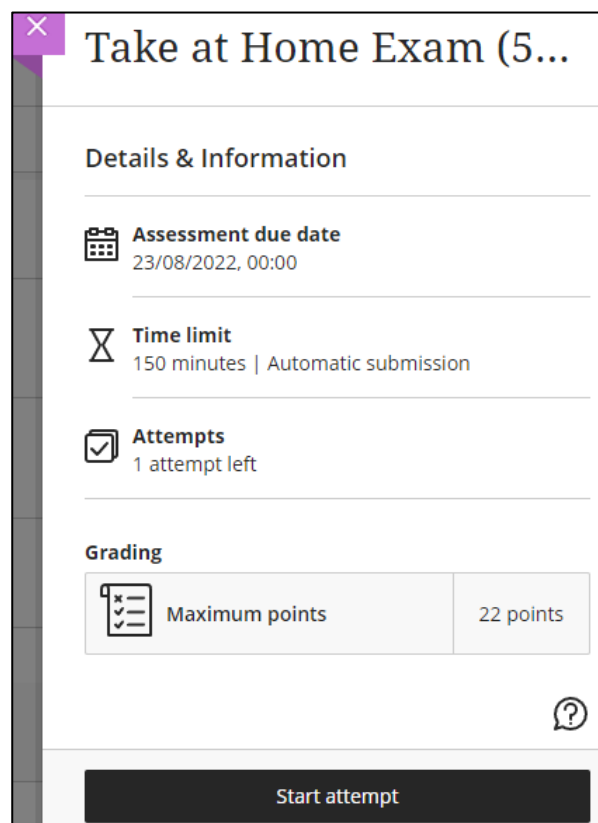 Take at Home Exam (5...
Details & Information
Assessment due date
23/08/2022, 00:00
Time limit
150 minutes | Automatic submission
Attempts
1 attempt left
Grading
Maximum points
22 points
Start attempt